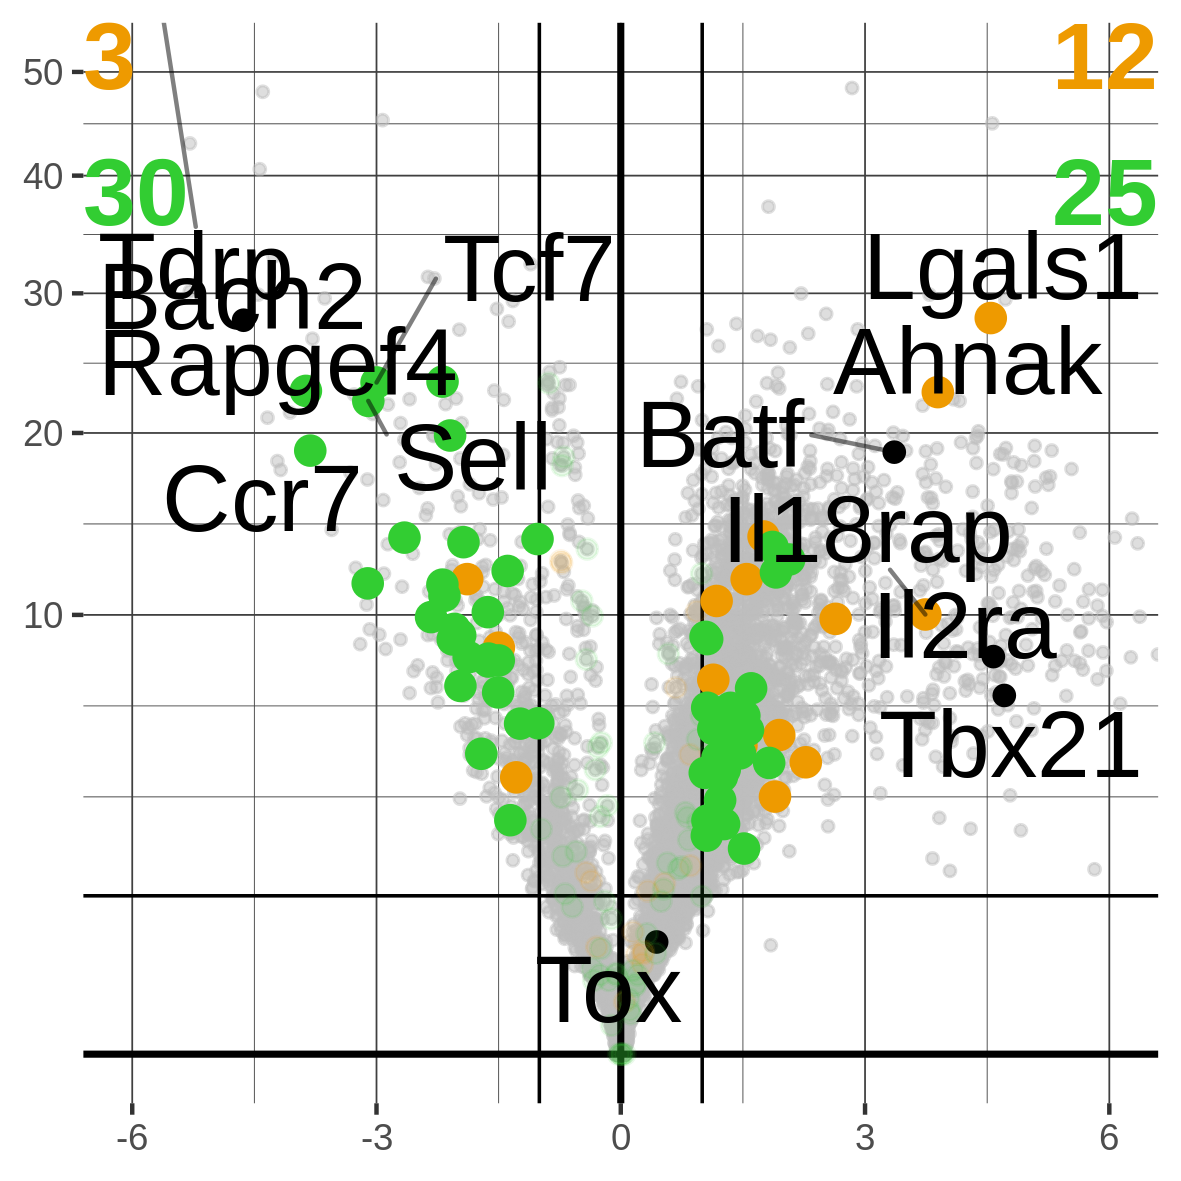 3 12
50
40
30 25
Tdrp Tcf7 Lgals1
Bach2
30
Rapgef4 Ahnak
Batf
20
Sell
Ccr7 Il18rap
10
Il2ra
Tbx21
Tox
-6 -3 0 3 6